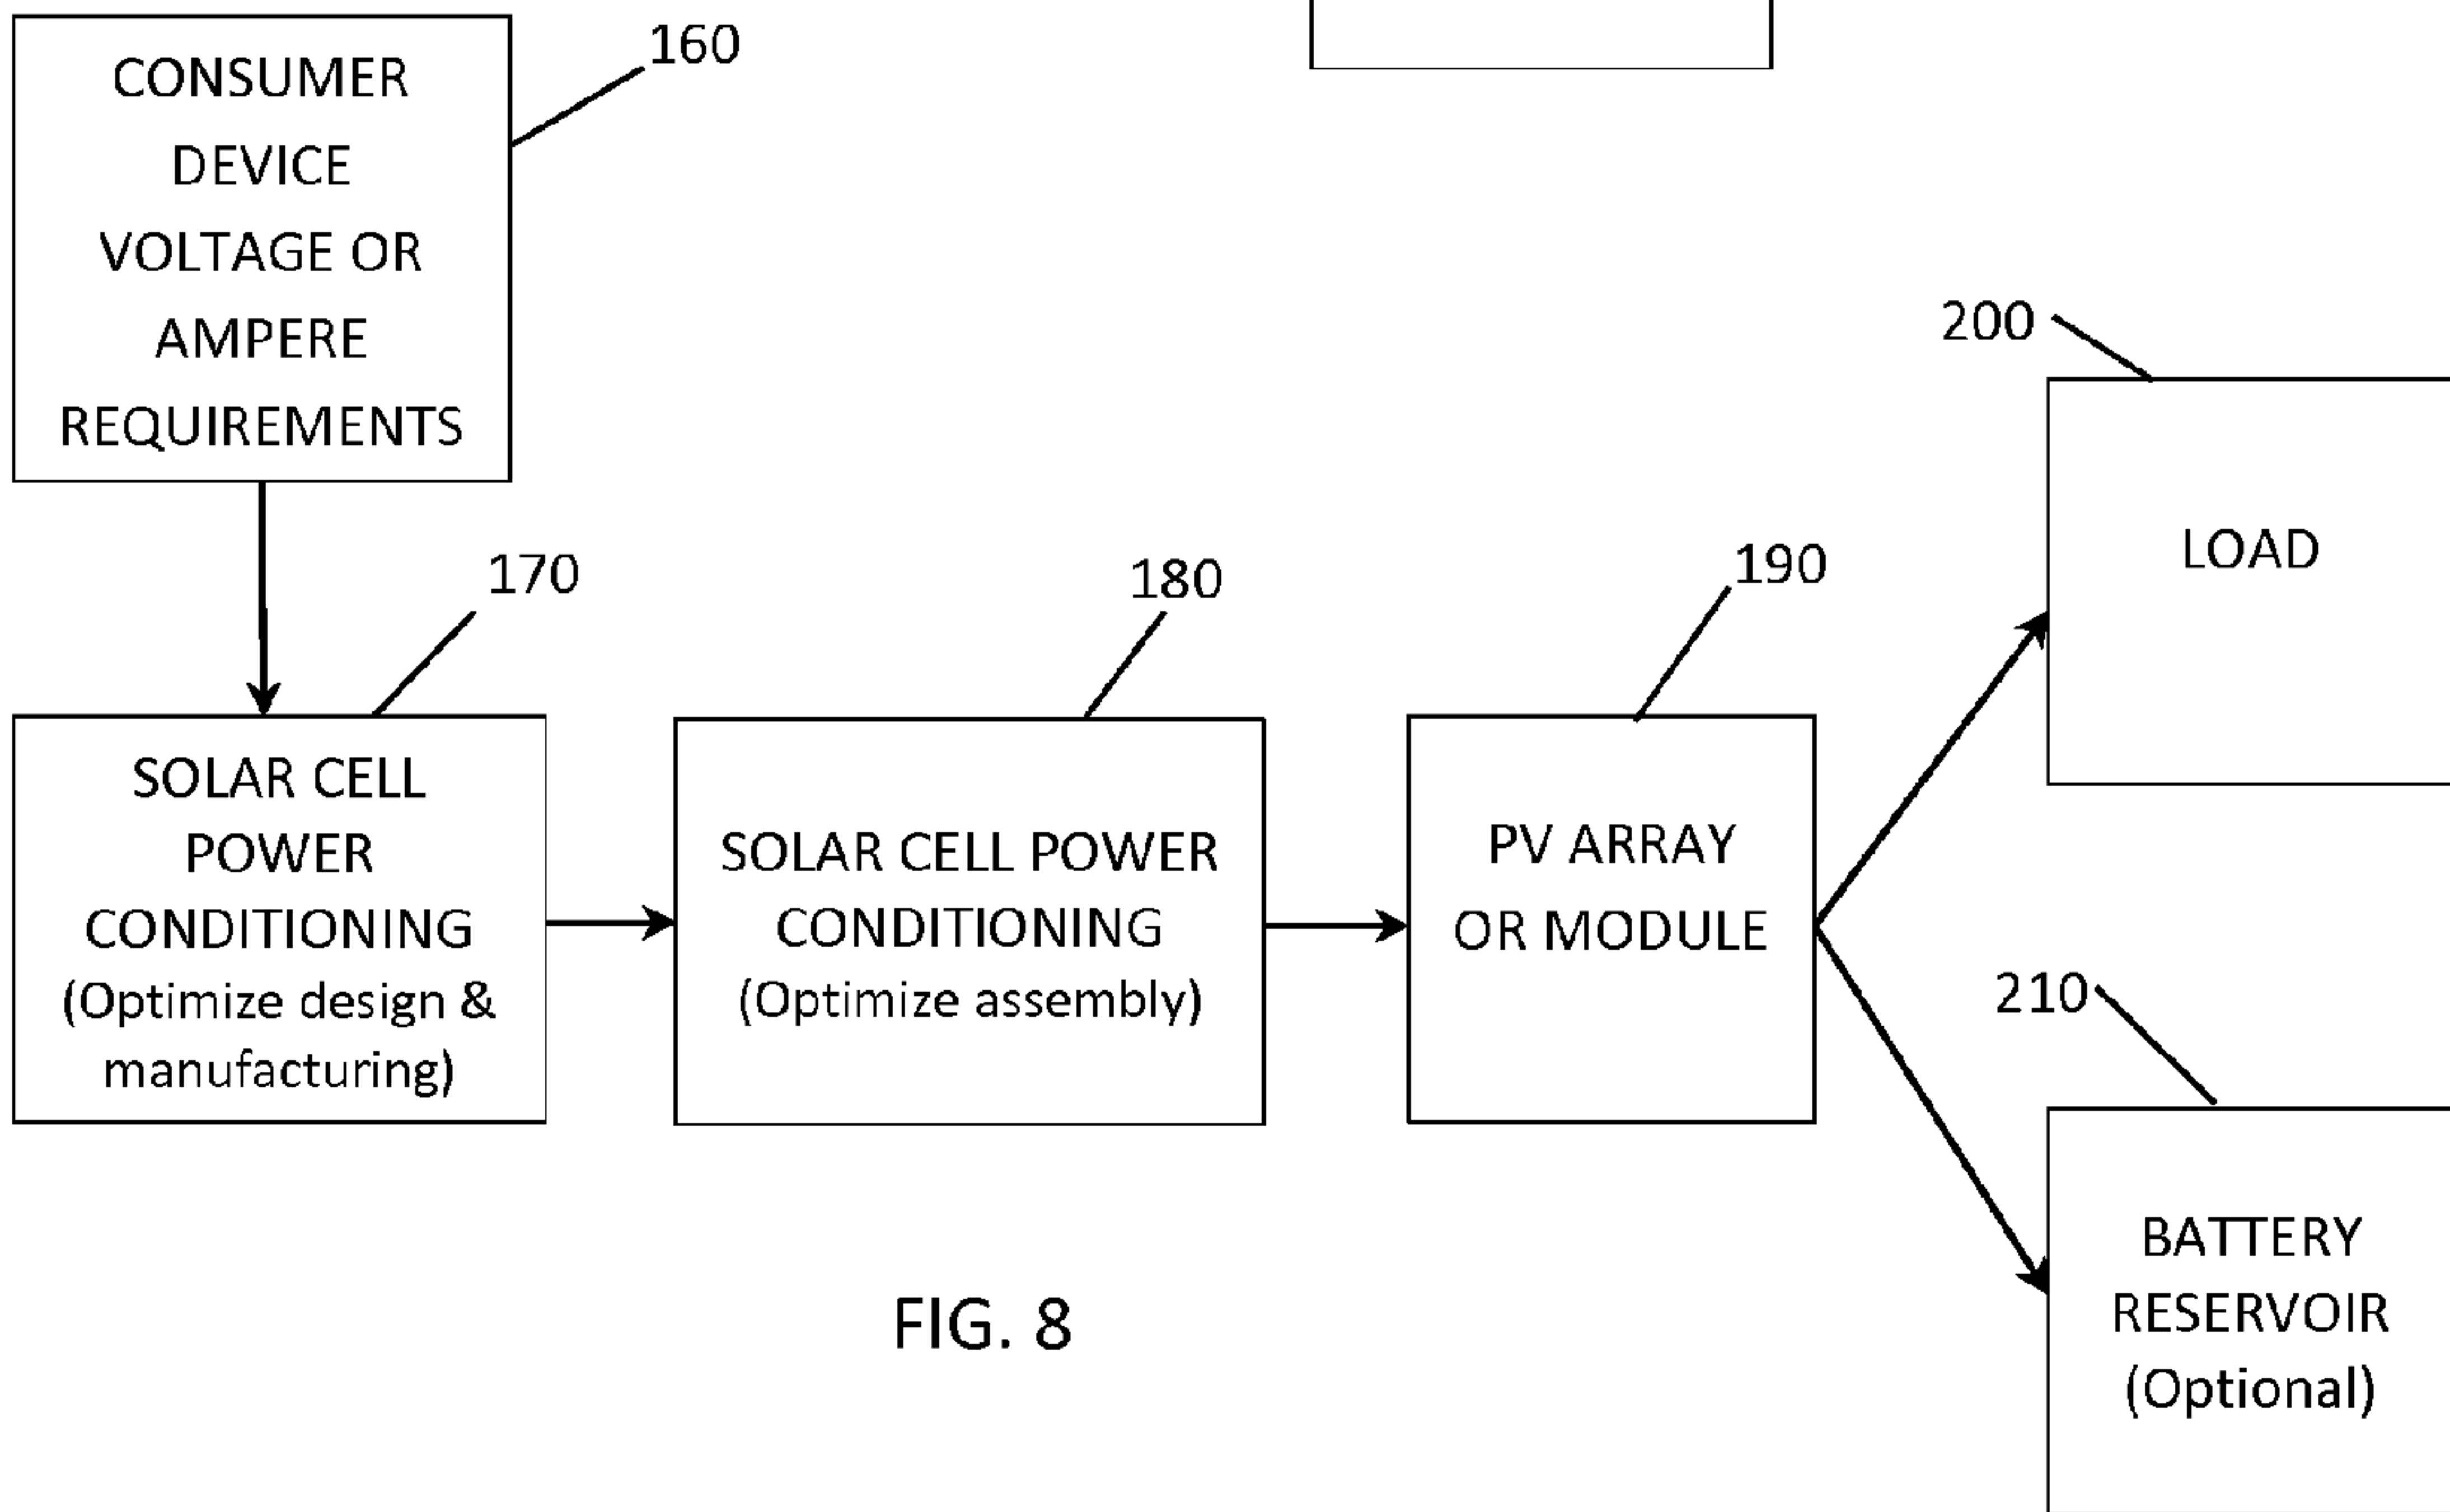 160
CONSUMER
DEVICE
VOLTAGE OR
AMPERE
REQUIREMENTS
170
SOLAR CELL
POWER
CONDITIONING
(Optimize design &
manufacturing)
180
SOLAR CELL POWER
CONDITIONING
(Optimize assembly)
190
PV ARRAY
OR MODULE
200
LOAD
210
BATTERY
RESERVOIR
(Optional)
FIG. 8